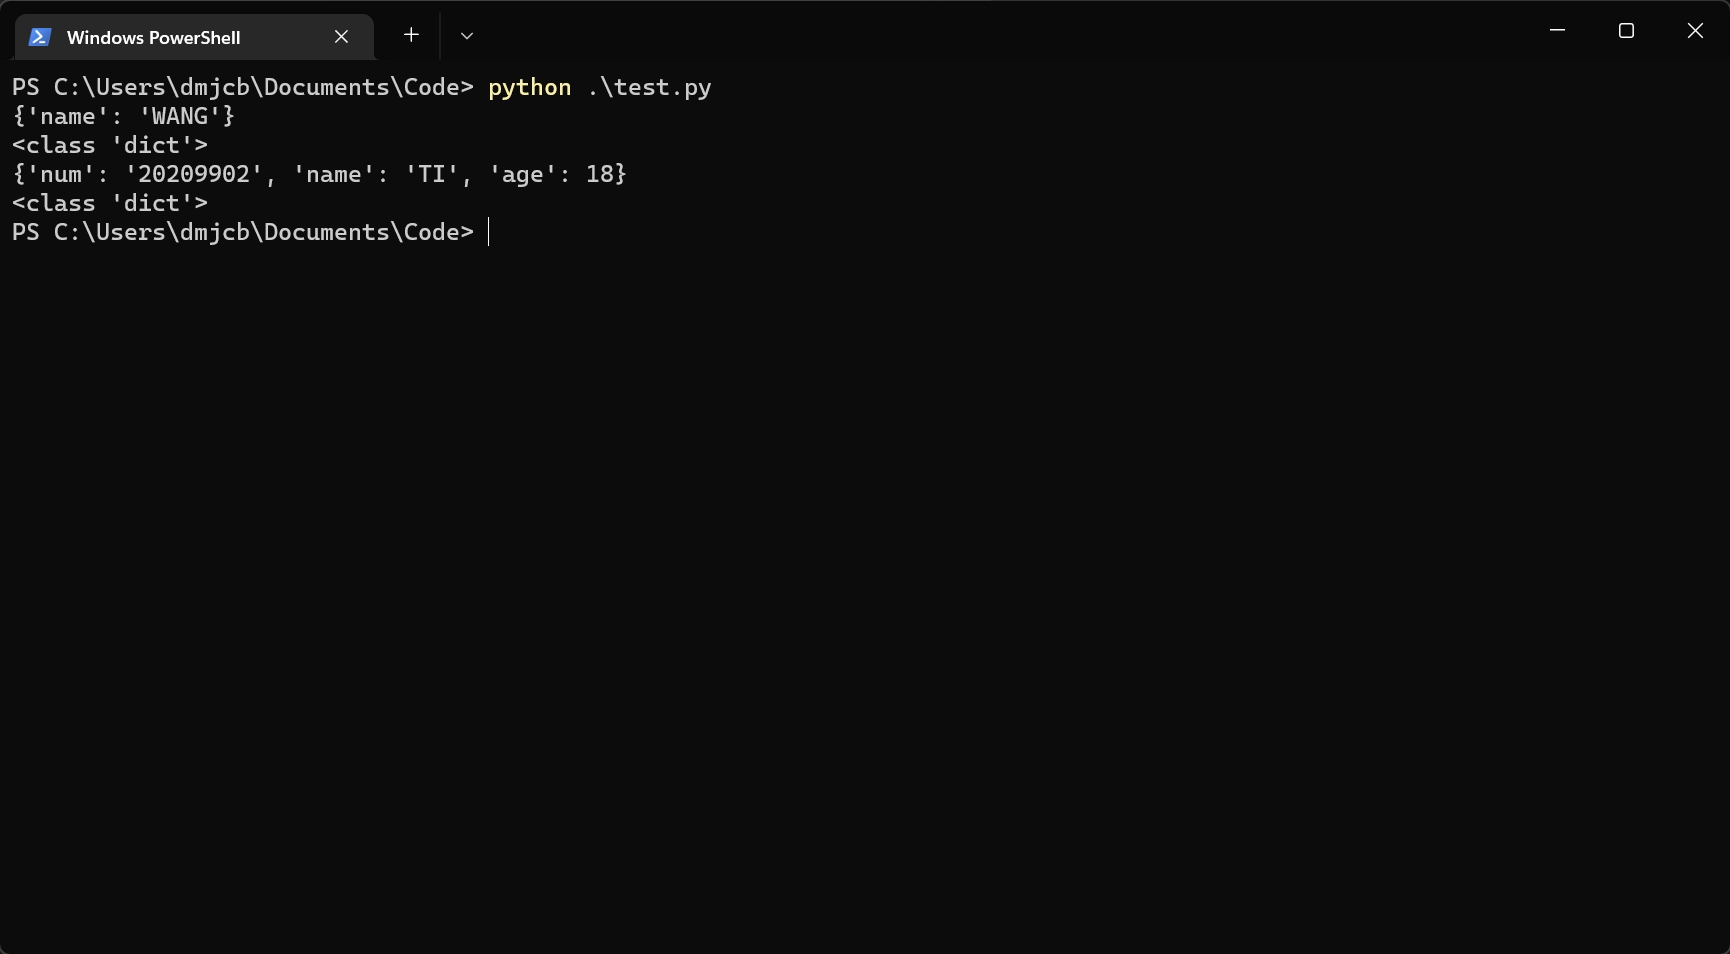 Windows PowerShell
PS C:\Users\dmjcb\Documents\Code> python .\test.py
{'name': 'WANG'}
<class 'dict'>
{'num': '20209902', 'name': 'TI', 'age': 18}
<class 'dict'>
PS C:\Users\dmjcb\Documents\Code>